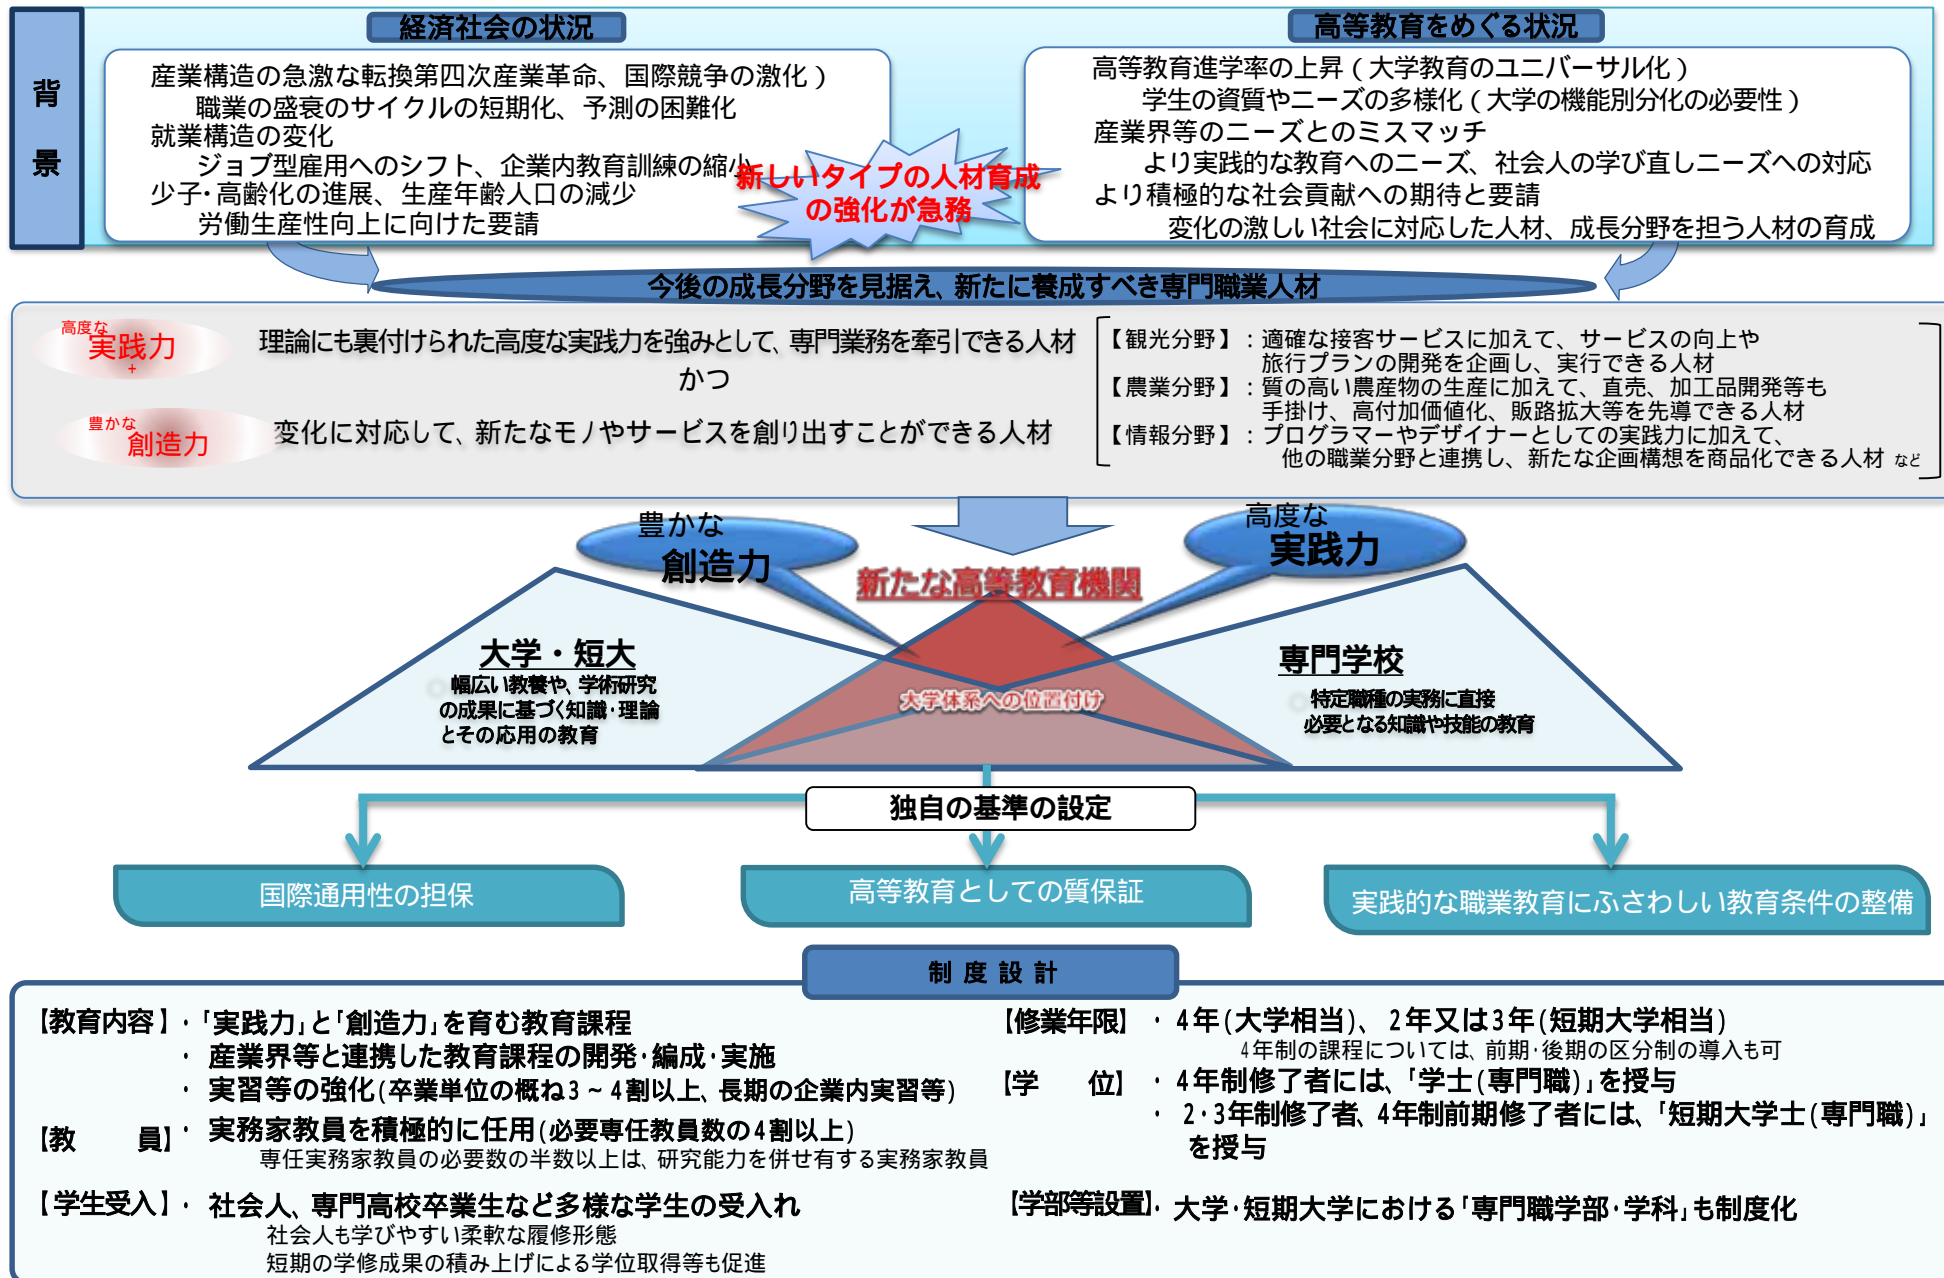 背景
経済社会の状況
産業構造の急激な転換第四次産業革命、国際競争の激化）
職業の盛衰のサイクルの短期化、予測の困難化
就業構造の変化
ジョブ型雇用へのシフト、企業内教育訓練の縮小
少子・高齢化の進展、生産年齢人口の減少
労働生産性向上に向けた要請
新しいタイプの人材育成
の強化が急務
高等教育をめぐる状況
高等教育進学率の上昇（大学教育のユニバーサル化）
学生の資質やニーズの多様化（大学の機能別分化の必要性）
産業界等のニーズとのミスマッチ
より実践的な教育へのニーズ、社会人の学び直しニーズへの対応
より積極的な社会貢献への期待と要請
変化の激しい社会に対応した人材、成長分野を担う人材の育成
今後の成長分野を見据え、新たに養成すべき専門職業人材
高度な
実践力
+
豊かな
創造力
理論にも裏付けられた高度な実践力を強みとして、専門業務を牽引できる人材
かつ
変化に対応して、新たなモノやサービスを創り出すことができる人材
【観光分野】：適確な接客サービスに加えて、サービスの向上や
旅行プランの開発を企画し、実行できる人材
【農業分野】：質の高い農産物の生産に加えて、直売、加工品開発等も
手掛け、高付加価値化、販路拡大等を先導できる人材
【情報分野】：プログラマーやデザイナーとしての実践力に加えて、
他の職業分野と連携し、新たな企画構想を商品化できる人材 など
豊かな
創造力
高度な
実践力
新たな高等教育機関
大学・短大
幅広い教養や、学術研究
の成果に基づく知識・理論
とその応用の教育
大学体系への位置付け
専門学校
特定職種の実務に直接
必要となる知識や技能の教育
独自の基準の設定
国際通用性の担保
高等教育としての質保証
実践的な職業教育にふさわしい教育条件の整備
制度設計
【教育内容】・「実践力」と「創造力」を育む教育課程
・ 産業界等と連携した教育課程の開発・編成・実施
・ 実習等の強化（卒業単位の概ね3～4割以上、長期の企業内実習等）
【教　員】・ 実務家教員を積極的に任用（必要専任教員数の4割以上）
専任実務家教員の必要数の半数以上は、研究能力を併せ有する実務家教員
【学生受入】・ 社会人、専門高校卒業生など多様な学生の受入れ
社会人も学びやすい柔軟な履修形態
短期の学修成果の積み上げによる学位取得等も促進
【修業年限】・ 4年（大学相当）、2年又は3年（短期大学相当）
4年制の課程については、前期・後期の区分制の導入も可
【学　位】・ 4年制修了者には、「学士（専門職）」を授与
・ 2・3年制修了者、4年制前期修了者には、「短期大学士（専門職）」
を授与
【学部等設置】・ 大学・短期大学における「専門職学部・学科」も制度化